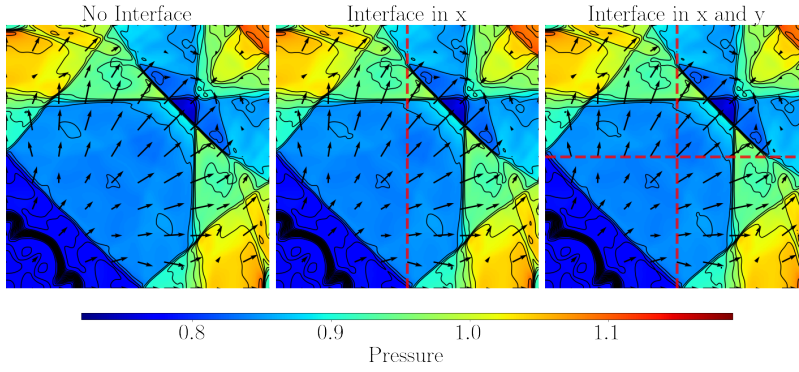 No Interface
Interface in x
Interface in x and y
0.8
0.9
1.0
1.1
Pressure